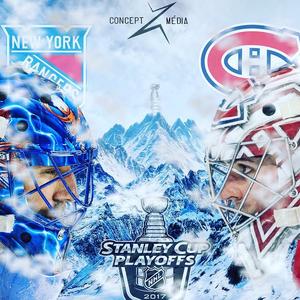 CONCEPT MÉDIA
NEW YORK
RANGERS
STANLEY CUP
PLAYOFFS
NHL
2017